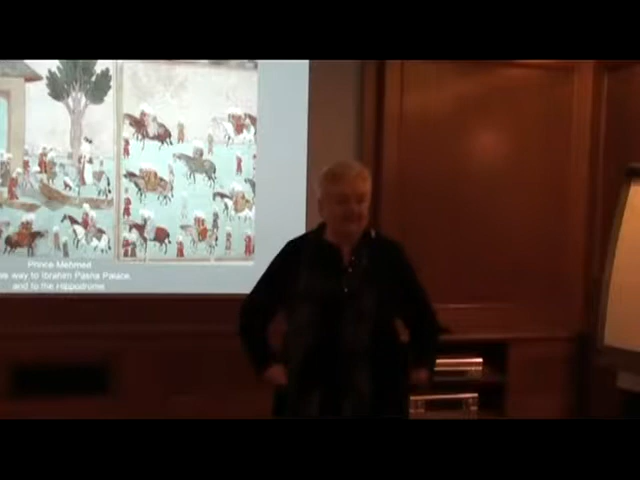 Prince Mehmed
way to Ibrahim Pasha Palace
and to the Hippodrome